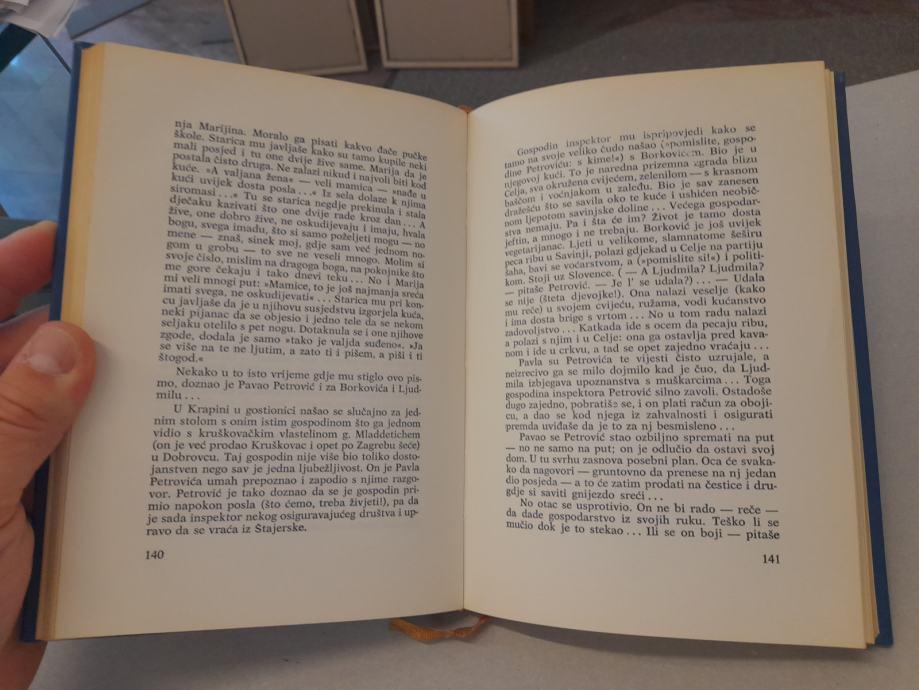 nja Marijina. Moralo ga pisati kakvo đače pučke
škole. Starica mu javljaše kako su tamo kupile neki
mali posjed i tu one dvije žive same. Marija da je
postala čisto druga. Ne zalazi nikud i najvoli biti kod
kuće. »A valjana žena« — veli mamica — »nađe u
kući uvijek dosta posla...« Iz sela dolaze k njima
siromasi...« Tu se starica negdje prekinula i stala
dječaku kazivati što one dvije rade kroz dan... A
žive, one dobro žive, ne oskudijevaju i imaju, hvala
bogu, svega imadu, što si samo poželjeti mogu — no
mene — znaš, sinek moj, gdje sam već jednom no-
gom u grobu — to sve ne veseli mnogo. Molim si
svoje čislo, mislim na dragoga boga, na pokojnike što
me gore čekaju i tako dnevi teku... No i Marija
mi veli mnogi put: »Mamice, to je još najmanja sreća
imati svega, ne oskudijevati«... Starica mu pri kon-
cu javljaše da je u njihovu susjedstvu izgorjela kuća,
neki pijanac da se objesio i jedno tele da se nekom
seljaku otelilo s pet nogu. Dotaknula se i one njihove
zgode, dodala je samo »tako je valjda suđeno«. »Ja
se više na te ne ljutim, a zato ti i pišem, a piši i ti
štogod.«
Nekako u to isto vrijeme gdje mu stiglo ovo pis-
mo, doznao je Pavao Petrović i za Borkovića i Ljud-
milu...
U Krapini u gostionici našao se slučajno za jed-
nim stolom s onim istim gospodinom što ga jednom
vidio s kruškovačkim vlastelinom g. Mladdetichem
(on je već prodao Kruškovac i opet po Zagrebu šeće)
u Dobrovcu. Taj gospodin nije više bio toliko dosto-
janstven nego sav je jedna ljubežljivost. On je Pavla
Petrovića umah prepoznao i zapodio s njime razgo-
vor. Petrović je tako doznao da je se gospodin pri-
mio napokon posla (što ćemo, treba živjeti!), pa da
je sada inspektor nekog osiguravajućeg društva i up-
ravo da se vraća iz Štajerske.
140
Gospodin inspektor mu ispripovjedi kako se
tamo na svoje veliko čudo našao (»pomislite, gospo-
dine Petroviću: s kime!«) s Borkovićem. Bio je u
njegovoj kući. To je naredna prizemna zgrada blizu
Celja, sva okružena cvijećem, zelenilom — s krasnom
baščom i voćnjakom u zaleđu. Bio je sav zanesen
dražešću što se savila oko te kuće i ushićen neobič-
nom ljepotom savinjske doline... Većega gospodar-
stva nemaju. Pa i šta će im? Život je tamo dosta
jeftin, a mnogo i ne trebaju. Borković je još uvijek
vegetarijanac. Ljeti u velikome, slamnatome šeširu
peca ribu u Savinji, polazi gdjekad u Celje na partiju
šaha, bavi se voćarstvom, a (»pomislite si!«) i politi-
kom. Stoji uz Slovence. (— A Ljudmila? Ljudmila?
— pitaše Petrović. — Je l' se udala?)... — Udala
se nije (šteta djevojke!). Ona nalazi veselje (kako
mu reče) u svojem cvijeću, ružama, vodi kućanstvo
i ima dosta brige s vrtom... No u tom radu nalazi
zadovoljstvo... Katkada ide s ocem da pecaju ribu,
a polazi s njim i u Celje: ona ga ostavlja pred kava-
nom i ide u crkvu, a tad se opet zajedno vraćaju...
Pavla su Petrovića te vijesti čisto uzrujale, a
neizrecivo ga se milo dojmilo kad je čuo, da Ljud-
mila izbjegava upoznanstva s muškarcima... Toga
gospodina inspektora Petrović silno zavoli. Ostadoše
dugo zajedno, pobratiše se, i on plati račun za oboji-
cu, a dao se kod njega iz zahvalnosti i osigurati
premda uviđaše da je to za nj besmisleno...
Pavao se Petrović stao ozbiljno spremati na put
— no ne samo na put; on je odlučio da ostavi svoj
dom. U tu svrhu zasnova posebni plan. Oca će svaka-
ko da nagovori — gruntovno da prenese na nj jedan
dio posjeda — a to će zatim prodati na čestice i dru-
gdje si saviti gnijezdo sreći...
No otac se usprotivio. On ne bi rado — reče —
da dade gospodarstvo iz svojih ruku. Teško li se
mučio dok je to stekao... Ili se on boji — pitaše
141